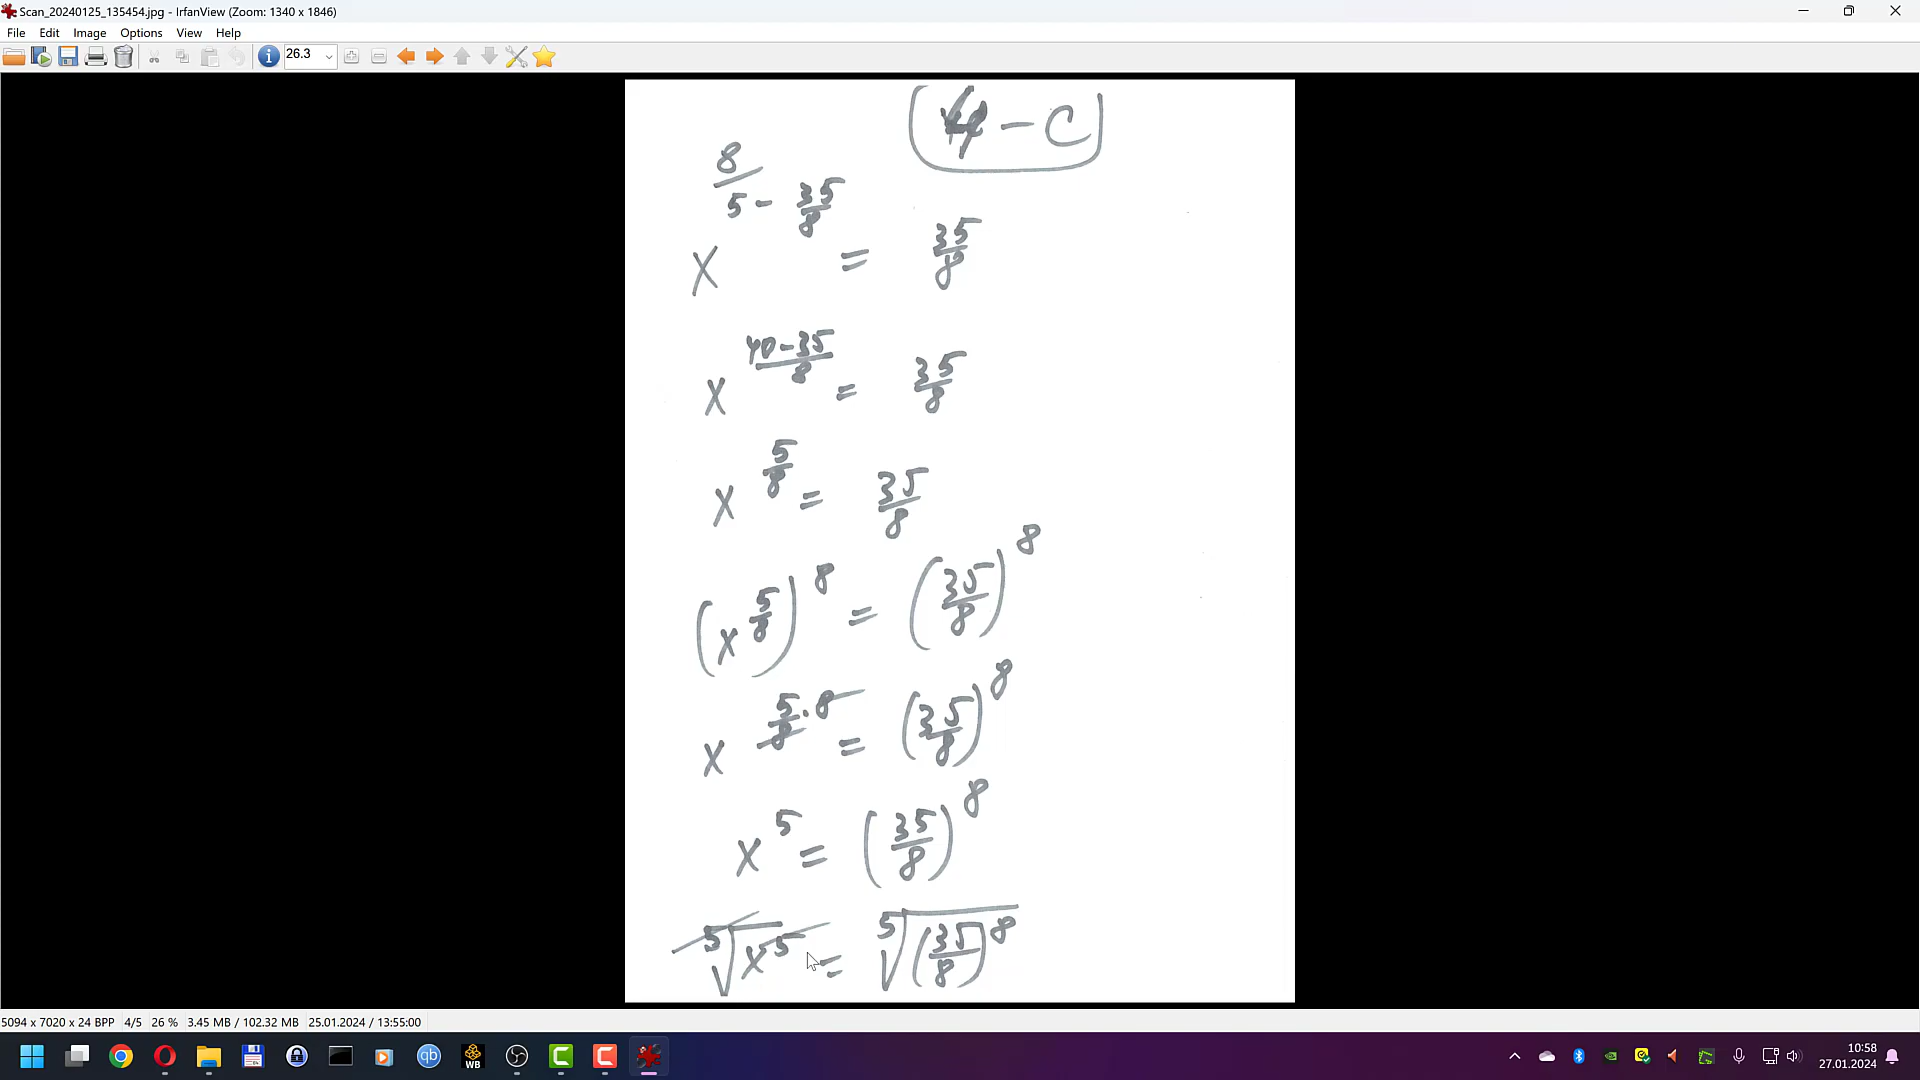 Scan_20240125_135454.jpg - IrfanView (Zoom: 1340 x 1846)
File Edit Image Options View Help
26.3
- C
8/5 - 35/8
x = 35/8
x^(40-35)/8 = 35/8
x^5/8 = 35/8
(x^5/8)^8 = (35/8)^8
x^5/8·8 = (35/8)^8
x^5 = (35/8)^8
5√x^5 = 5√(35/8)^8
5094 x 7020 x 24 BPP 4/5 26 % 3.45 MB / 102.32 MB 25.01.2024 / 13:55:00
WB
10:58
27.01.2024